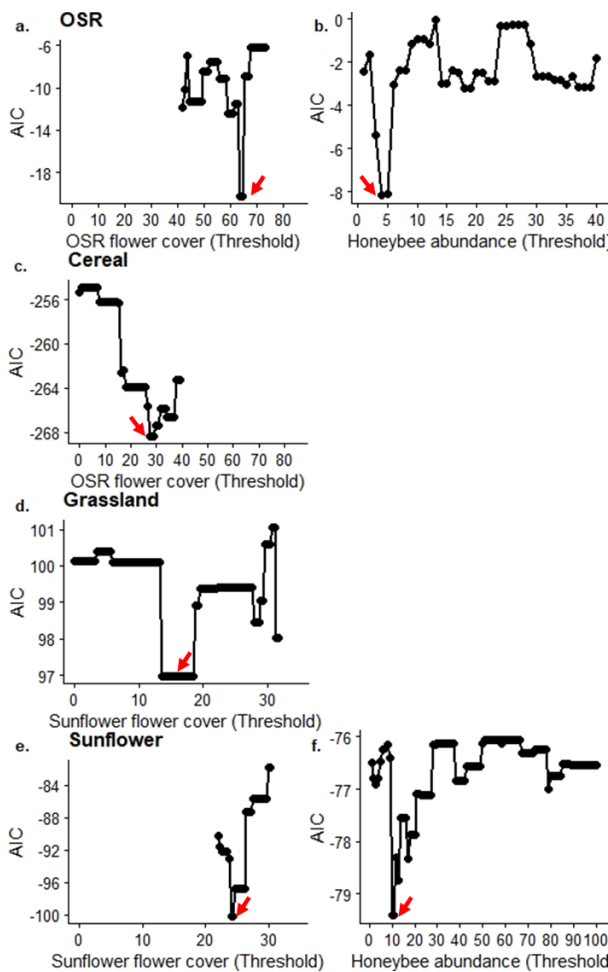 a. OSR b.
-6
-10
-14
-18
AIC
0 10 20 30 40 50 60 70 80
OSR flower cover (Threshold)
0
-2
-4
-6
-8
AIC
0 5 10 15 20 25 30 35 40
Honeybee abundance (Threshold)
c. Cereal
-256
-260
-264
-268
AIC
0 10 20 30 40 50 60 70 80
OSR flower cover (Threshold)
d. Grassland
101
100
99
98
97
AIC
0 10 20 30
Sunflower flower cover (Threshold)
e. Sunflower f.
-84
-88
-92
-96
-100
AIC
0 10 20 30
Sunflower flower cover (Threshold)
-76
-77
-78
-79
AIC
0 10 20 30 40 50 60 70 80 90 100
Honeybee abundance (Threshold